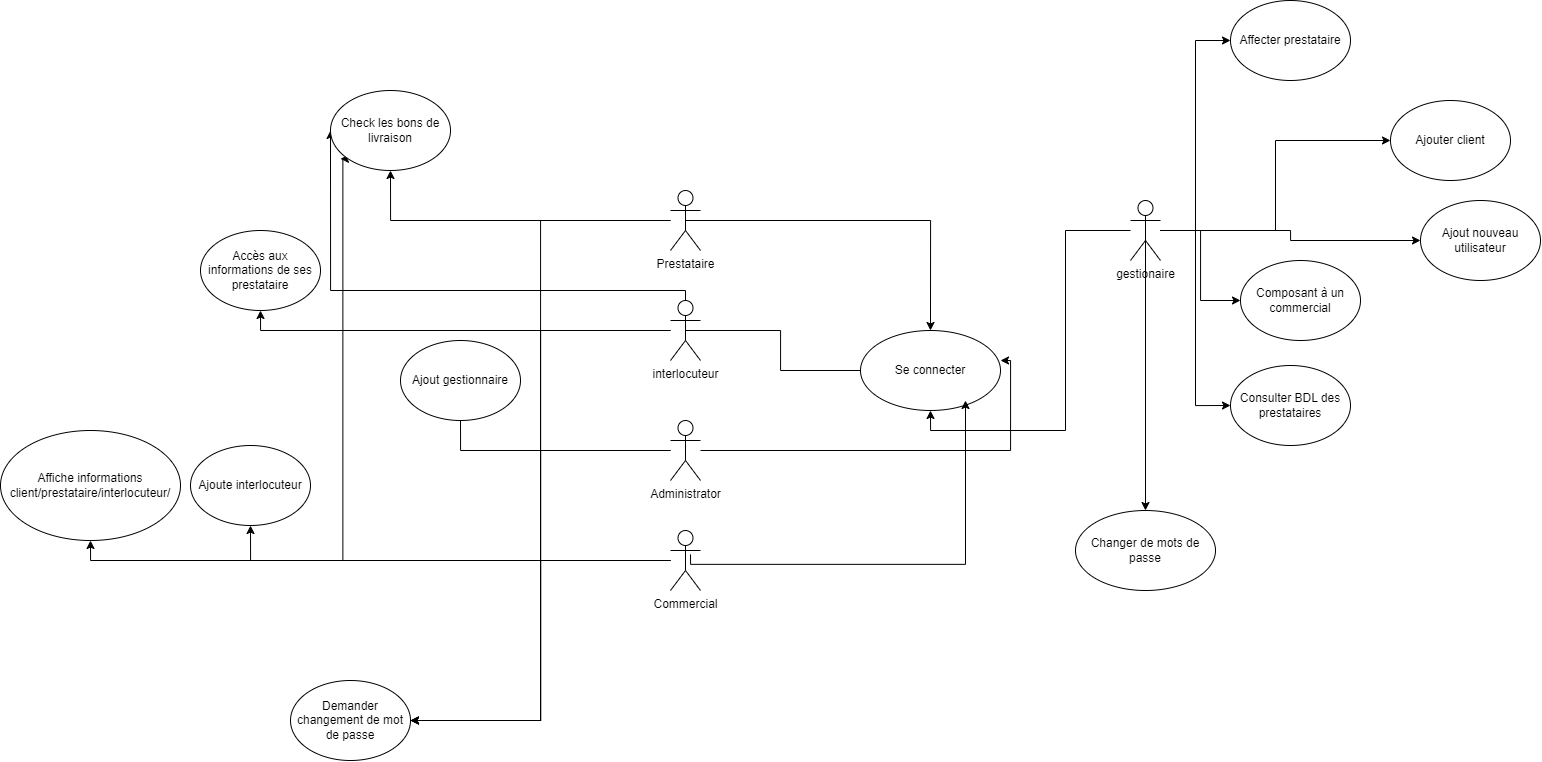 Affecter prestataire
Check les bons de
livraison
Ajouter client
Prestataire
gestionaire
Ajout nouveau
utilisateur
Accès aux
informations de ses
prestataire
Composant à un
commercial
interlocuteur
Se connecter
Ajout gestionnaire
Consulter BDL des
prestataires
Affiche informations
client/prestataire/interlocuteur/
Ajoute interlocuteur
Administrator
Changer de mots de
passe
Commercial
Demander
changement de mot
de passe